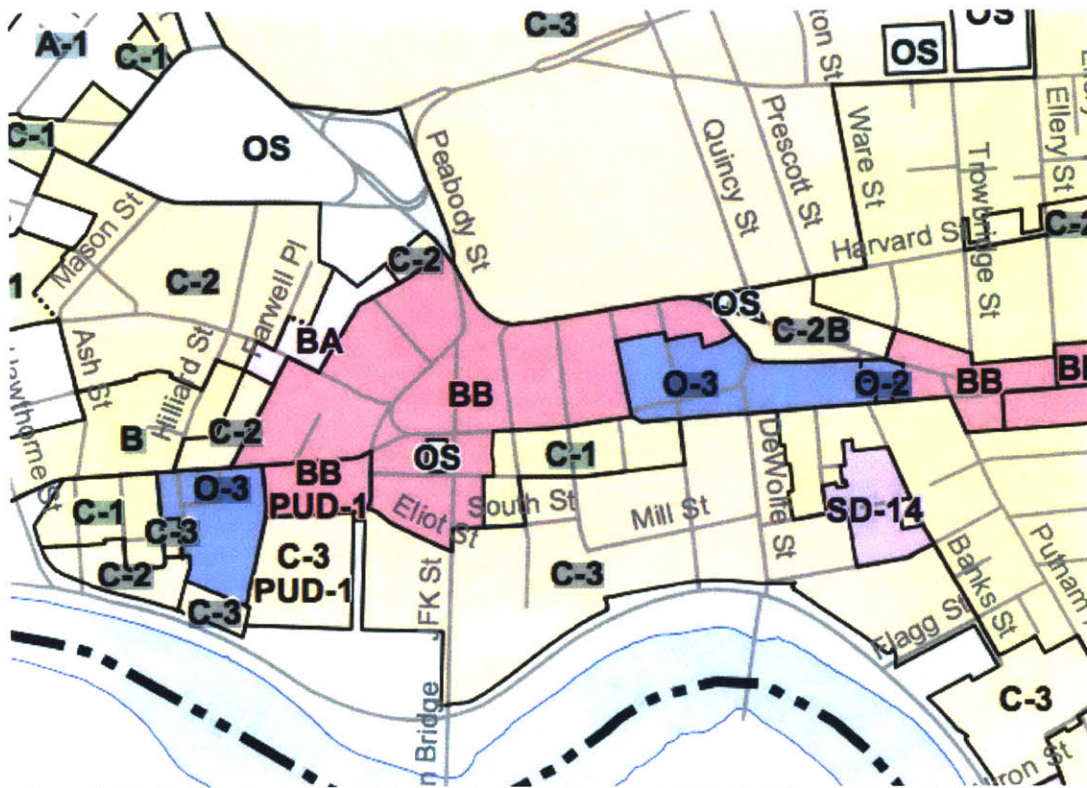 A-1
C-1
C-3
OS
OS
C-1
OS
Peabody St
Quincy St
Prescott St
Ware St
Trowbridge St
Ellery St
Mason St
C-2
Farwell Pl
C-2
Harvard St
BA
OS
C-2B
Ash St
Hilliard St
BB
O-3
O-2
BB
B
C-2
OS
C-1
DeWolfe St
O-3
BB
PUD-1
Eliot St
South St
Mill St
SD-14
C-1
C-3
C-2
C-3
C-3
PUD-1
JFK St
C-3
Banks St
Putnam
Flagg St
C-3
Bridge